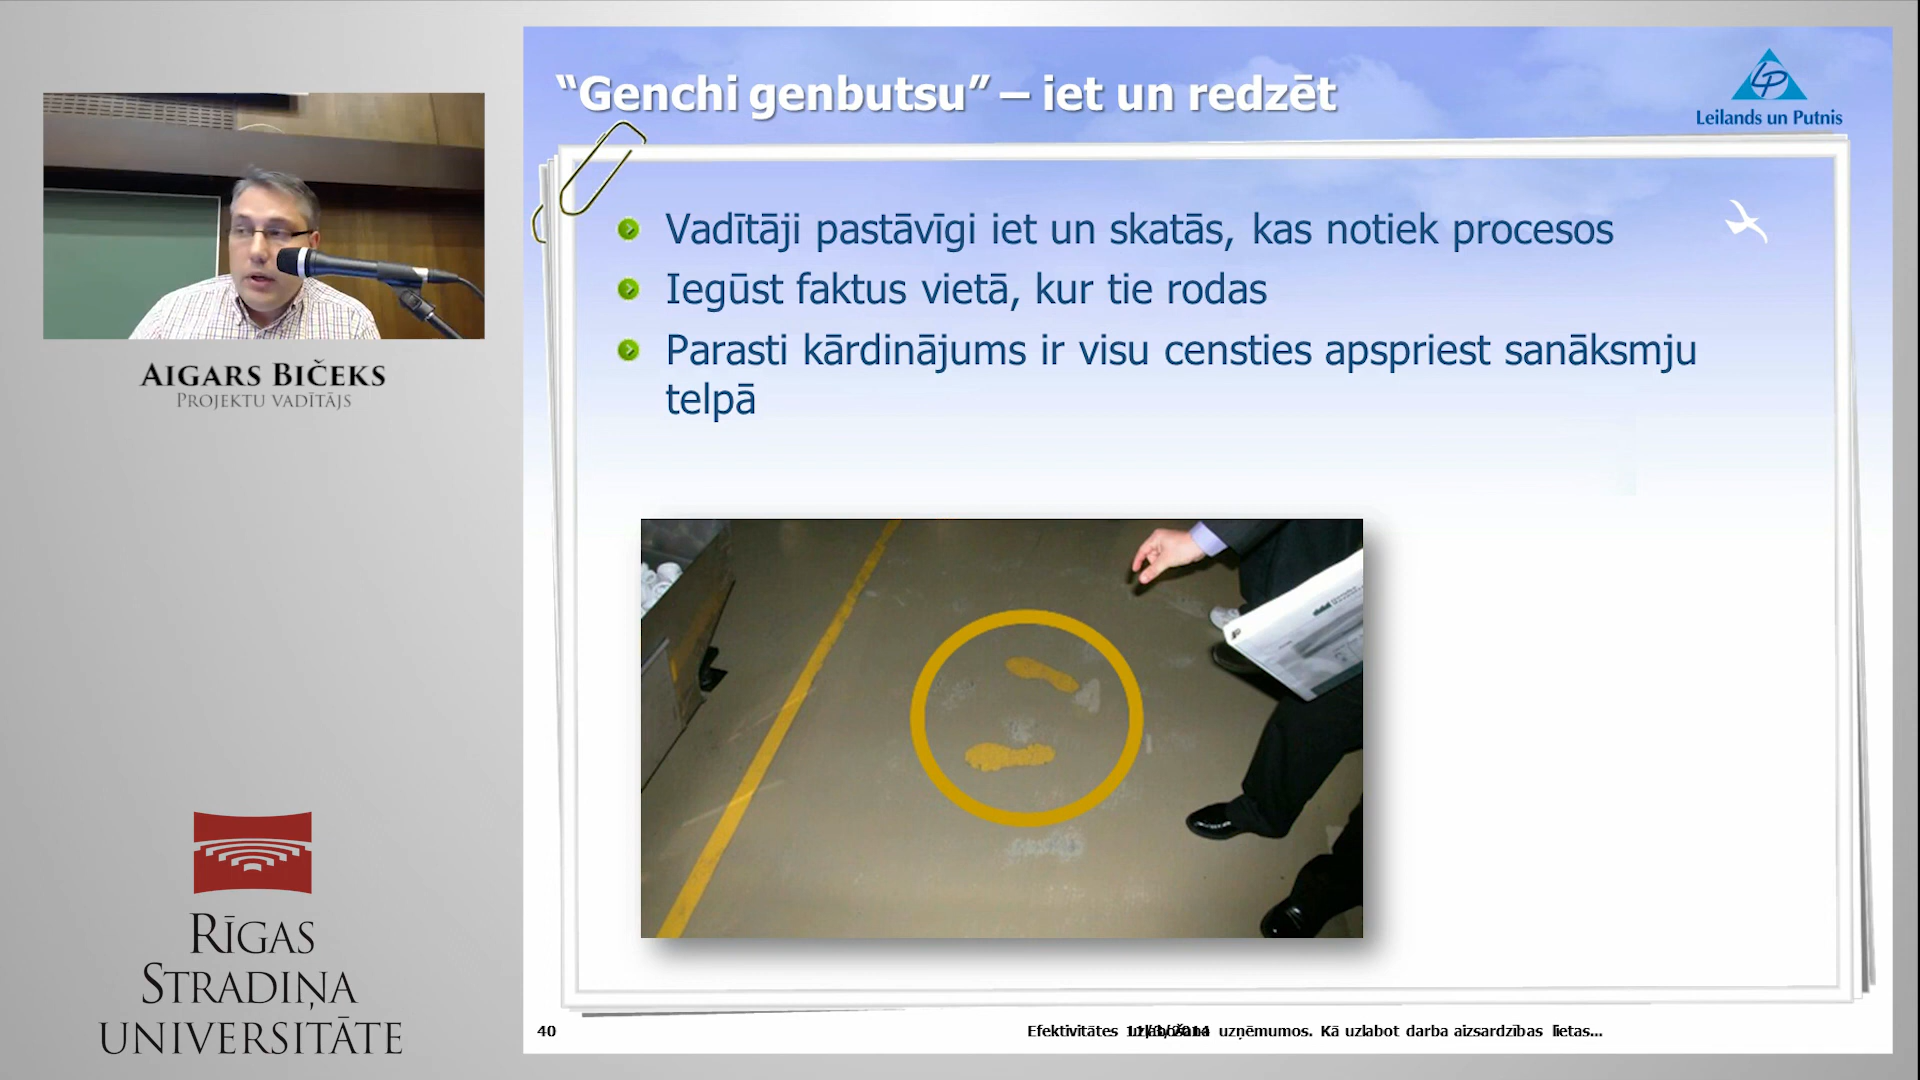 “Genchi genbutsu” – iet un redzēt
Leilands un Putnis
Vadītāji pastāvīgi iet un skatās, kas notiek procesos
Iegūst faktus vietā, kur tie rodas
Parasti kārdinājums ir visu censties apspriest sanāksmju
telpā
Aigars Bičeks
Projektu vadītājs
Rīgas
Stradiņa
universitāte
40
Efektivitātes uzņēmumos. Kā uzlabot darba aizsardzības lietas...